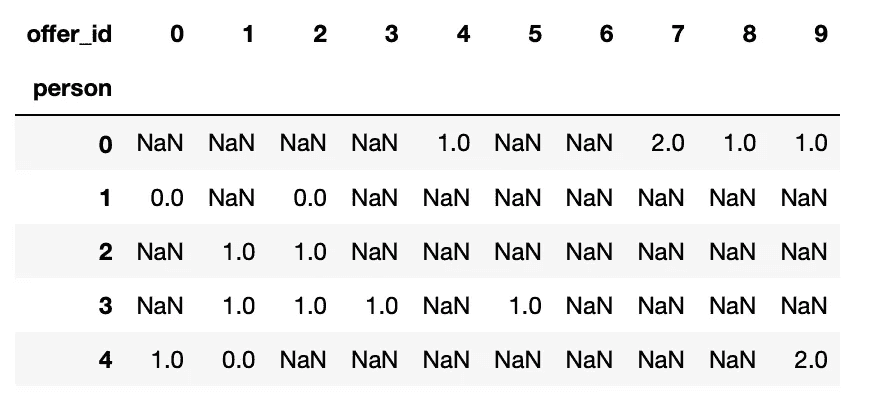 offer_id 0 1 2 3 4 5 6 7 8 9
person
0 NaN NaN NaN NaN 1.0 NaN NaN 2.0 1.0 1.0
1 0.0 NaN 0.0 NaN NaN NaN NaN NaN NaN NaN
2 NaN 1.0 1.0 NaN NaN NaN NaN NaN NaN NaN
3 NaN 1.0 1.0 1.0 NaN 1.0 NaN NaN NaN NaN
4 1.0 0.0 NaN NaN NaN NaN NaN NaN NaN 2.0